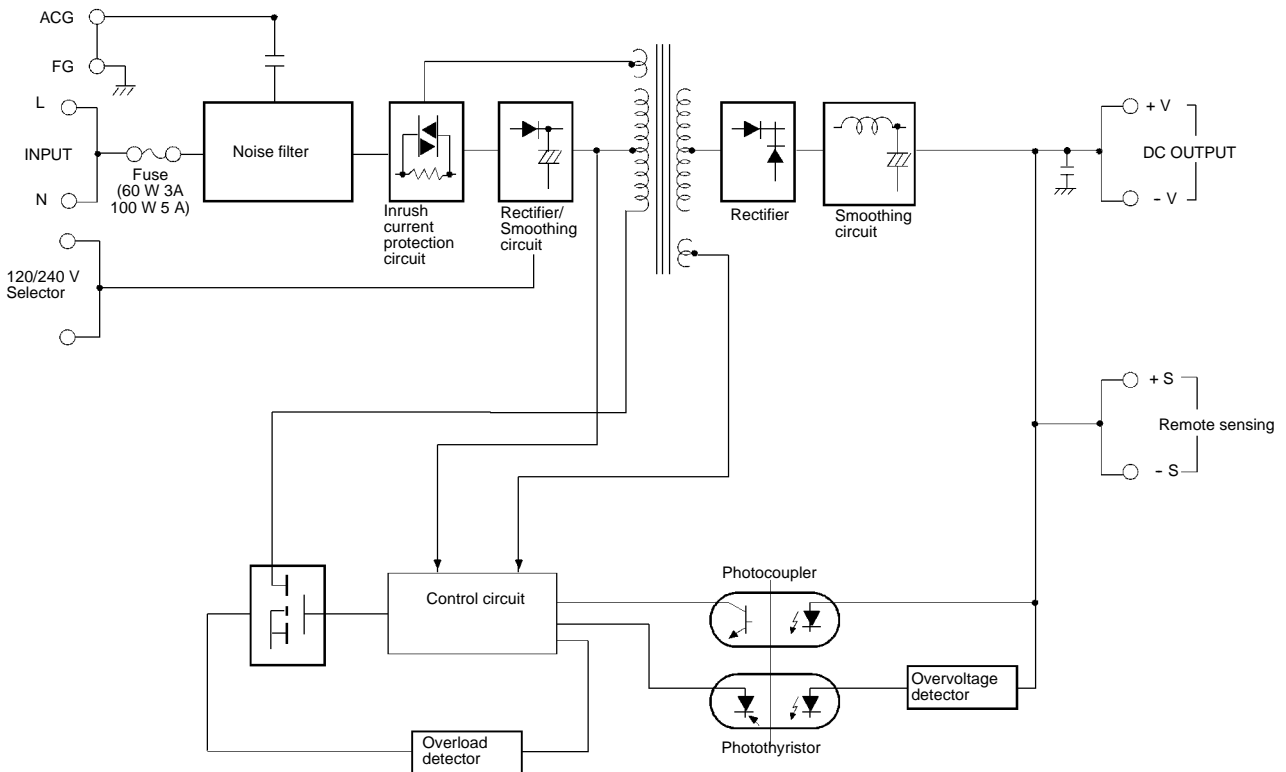 ACG
FG
L
INPUT
N
Fuse
(60 W 3A
100 W 5 A)
Noise filter
Inrush
current
protection
circuit
Rectifier/
Smoothing
circuit
Rectifier
Smoothing
circuit
+ V
DC OUTPUT
- V
120/240 V
Selector
+ S
Remote sensing
- S
Control circuit
Photocoupler
Overvoltage
detector
Photothyristor
Overload
detector